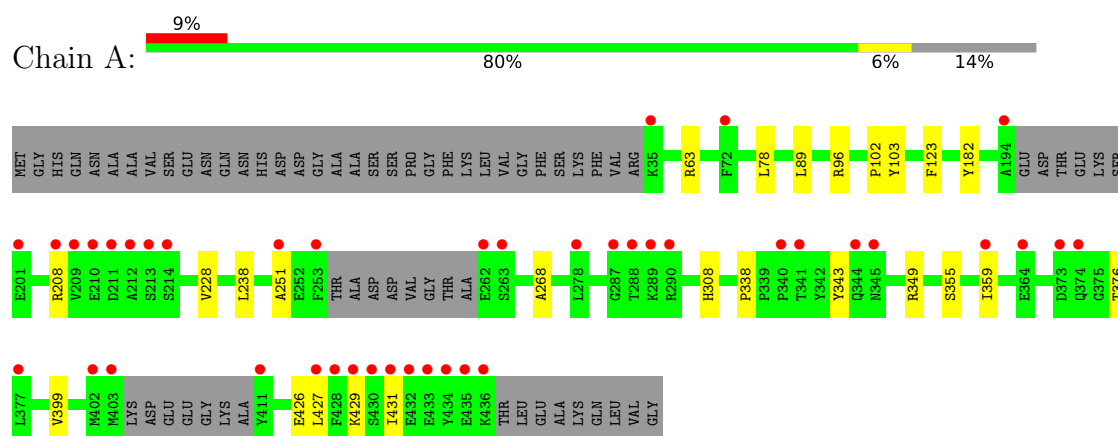 9%
Chain A:
80% 6% 14%
MET GLY HIS GLN ASN ALA ALA VAL SER GLU ASN GLN ASN HIS ASP ASP GLY ALA ALA SER SER PRO GLY PHE LYS LEU VAL GLY PHE SER LYS PHE VAL ARG K35 R63 F72 L78 L89 R96 P102 Y103 F123 Y182 A194 GLU ASP THR GLU LYS SER
E201 R208 V209 E210 D211 A212 S213 S214 V228 L238 A251 E252 F253 THR ALA ASP ASP VAL GLY THR ALA E262 S263 A268 L278 G287 T288 K289 R290 H308 P338 P339 P340 T341 Y342 Y343 Q344 N345 R349 S355 I359 E364 D373 Q374 G375 T376
L377 V399 M402 M403 LYS ASP GLU GLU GLY LYS ALA Y411 E426 L427 F428 K429 S430 I431 E432 E433 Y434 E435 K436 THR LEU GLU ALA LYS GLN LEU VAL GLY